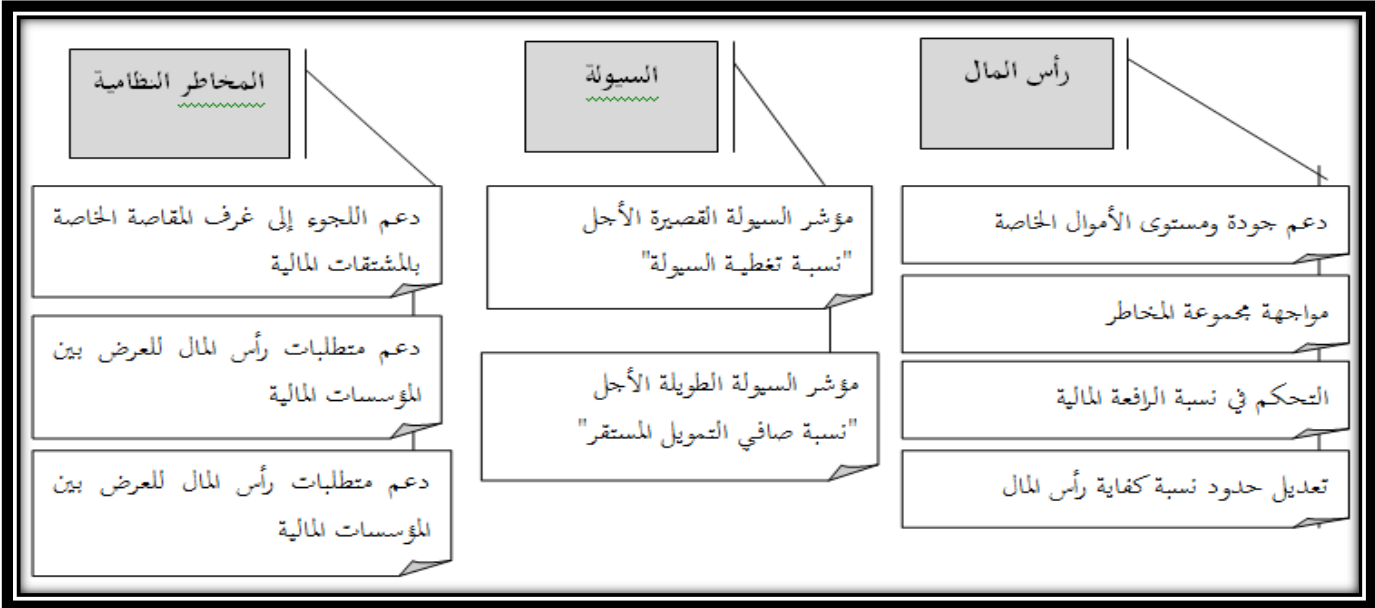 رأس المال
دعم جودة ومستوى الأموال الخاصة
مواجهة مجموعة المخاطر
التحكم في نسبة الرافعة المالية
تعديل حدود نسبة كفاية رأس المال
السيولة
مؤشر السيولة القصيرة الأجل
"نسبة تغطية السيولة"
مؤشر السيولة الطويلة الأجل
"نسبة صافي التمويل المستقر"
المخاطر النظامية
دعم اللجوء إلى غرف المقاصة الخاصة
بالمشتقات المالية
دعم متطلبات رأس المال للعرض بين
المؤسسات المالية
دعم متطلبات رأس المال للعرض بين
المؤسسات المالية